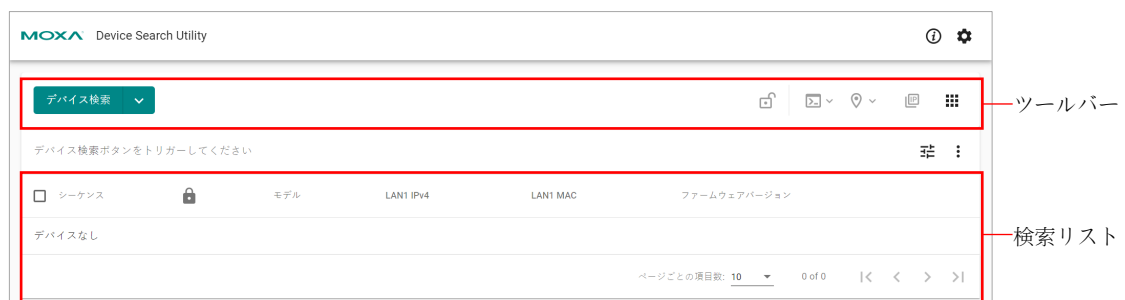 MOXA Device Search Utility
デバイス検索
ツールバー
デバイス検索ボタンをトリガーしてください
シーケンス モデル LAN1 IPv4 LAN1 MAC ファームウェアバージョン
デバイスなし
検索リスト
ページごとの項目数: 10 0 of 0